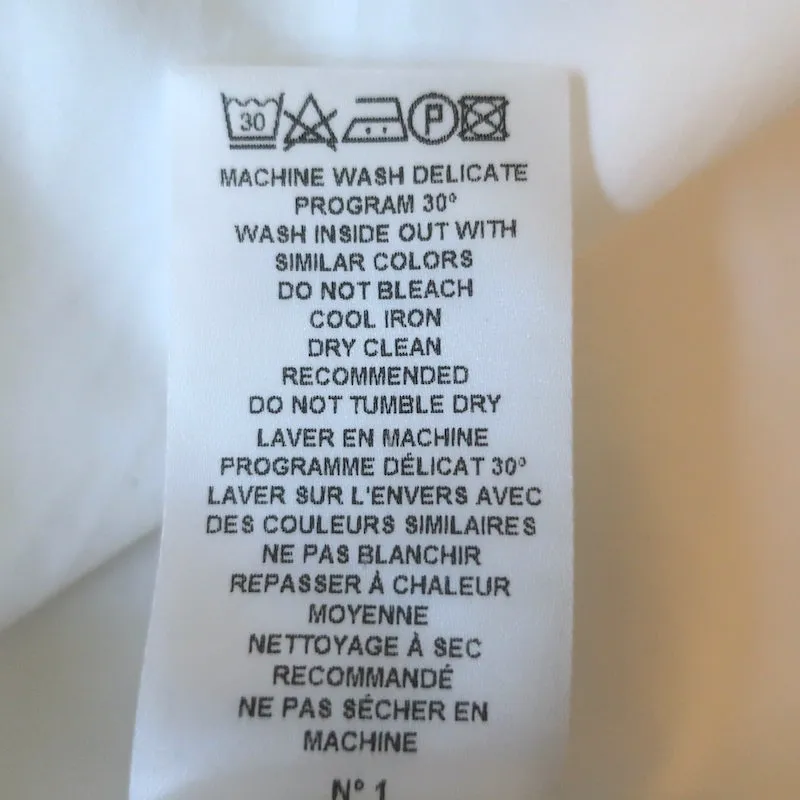 30 P
MACHINE WASH DELICATE
PROGRAM 30°
WASH INSIDE OUT WITH
SIMILAR COLORS
DO NOT BLEACH
COOL IRON
DRY CLEAN
RECOMMENDED
DO NOT TUMBLE DRY
LAVER EN MACHINE
PROGRAMME DÉLICAT 30°
LAVER SUR L'ENVERS AVEC
DES COULEURS SIMILAIRES
NE PAS BLANCHIR
REPASSER À CHALEUR
MOYENNE
NETTOYAGE À SEC
RECOMMANDÉ
NE PAS SÉCHER EN
MACHINE
N° 1